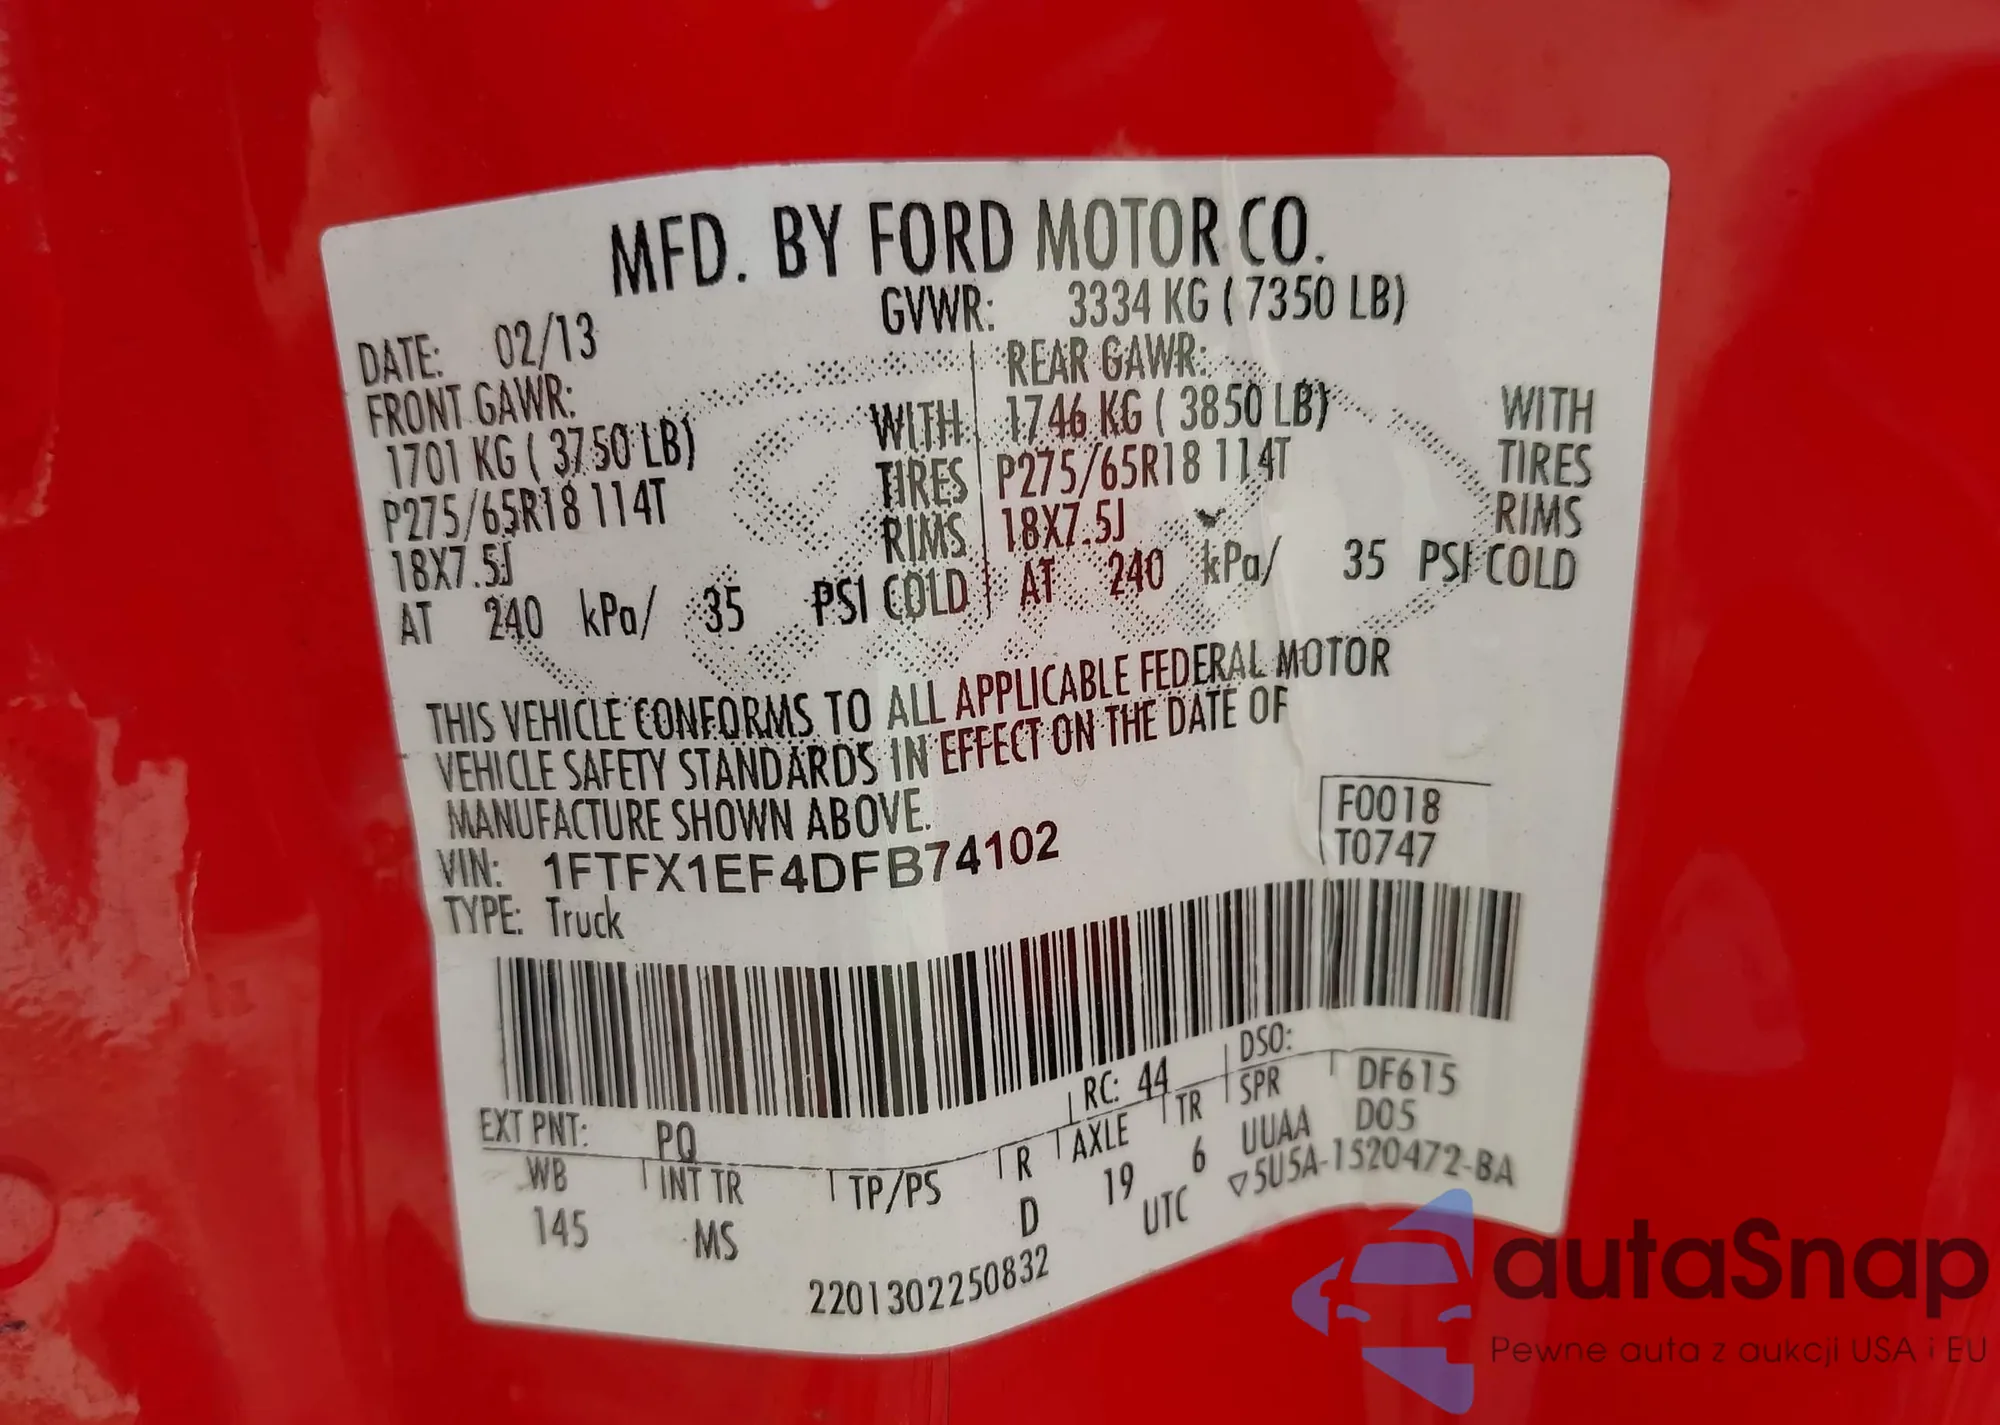 MFD. BY FORD MOTOR CO.
DATE: 02/13 GVWR: 3334 KG ( 7350 LB)
FRONT GAWR: REAR GAWR:
1701 KG ( 3750 LB) WITH 1746 KG ( 3850 LB) WITH
P275/65R18 114T TIRES P275/65R18 114T TIRES
18X7.5J RIMS 18X7.5J RIMS
AT 240 kPa/ 35 PSI COLD AT 240 kPa/ 35 PSI COLD
THIS VEHICLE CONFORMS TO ALL APPLICABLE FEDERAL MOTOR
VEHICLE SAFETY STANDARDS IN EFFECT ON THE DATE OF
MANUFACTURE SHOWN ABOVE.
VIN: 1FTFX1EF4DFB74102
TYPE: Truck
F0018
T0747
EXT PNT: PQ RC: 44 DSO:
WB INT TR TP/PS R AXLE TR SPR DF615
145 MS D 19 6 UUAA D05
UTC ▽5U5A-1520472-BA
2201302250832
autaSnap
Pewne auta z aukcji USA i EU